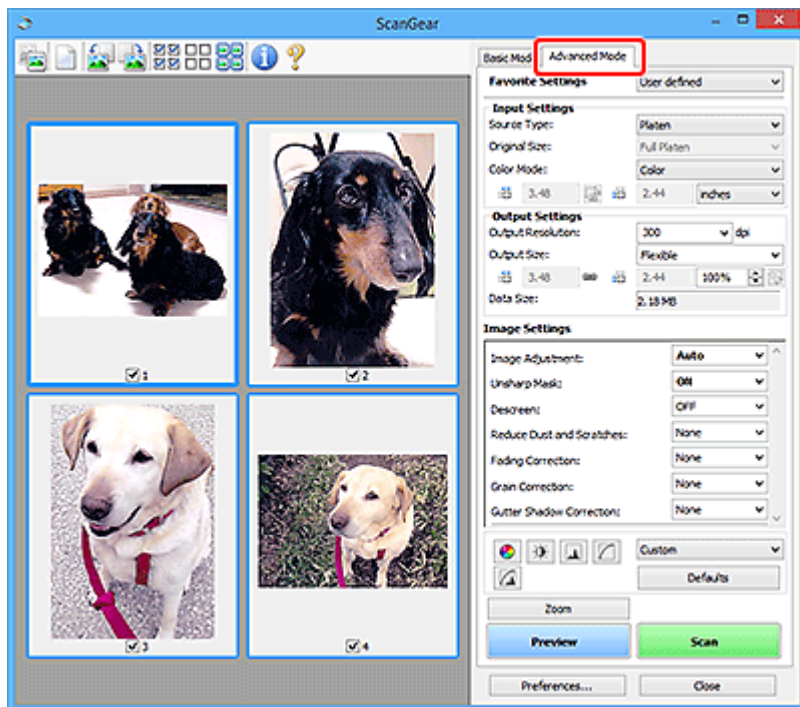 ScanGear
Basic Mod
Advanced Mode
Favorite Settings User defined
Input Settings
Source Type: Platen
Original Size: Full Platen
Color Mode: Color
3.48 2.44 inches
Output Settings
Output Resolution: 300 dpi
Output Size: Flexible
3.48 2.44 100%
Data Size: 2.18 MB
Image Settings
Image Adjustment: Auto
Unsharp Mask: ON
Descreen: OFF
Reduce Dust and Scratches: None
Fading Correction: None
Grain Correction: None
Gutter Shadow Correction: None
Custom
Defaults
Zoom
Preview Scan
Preferences... Close
1
2
3
4